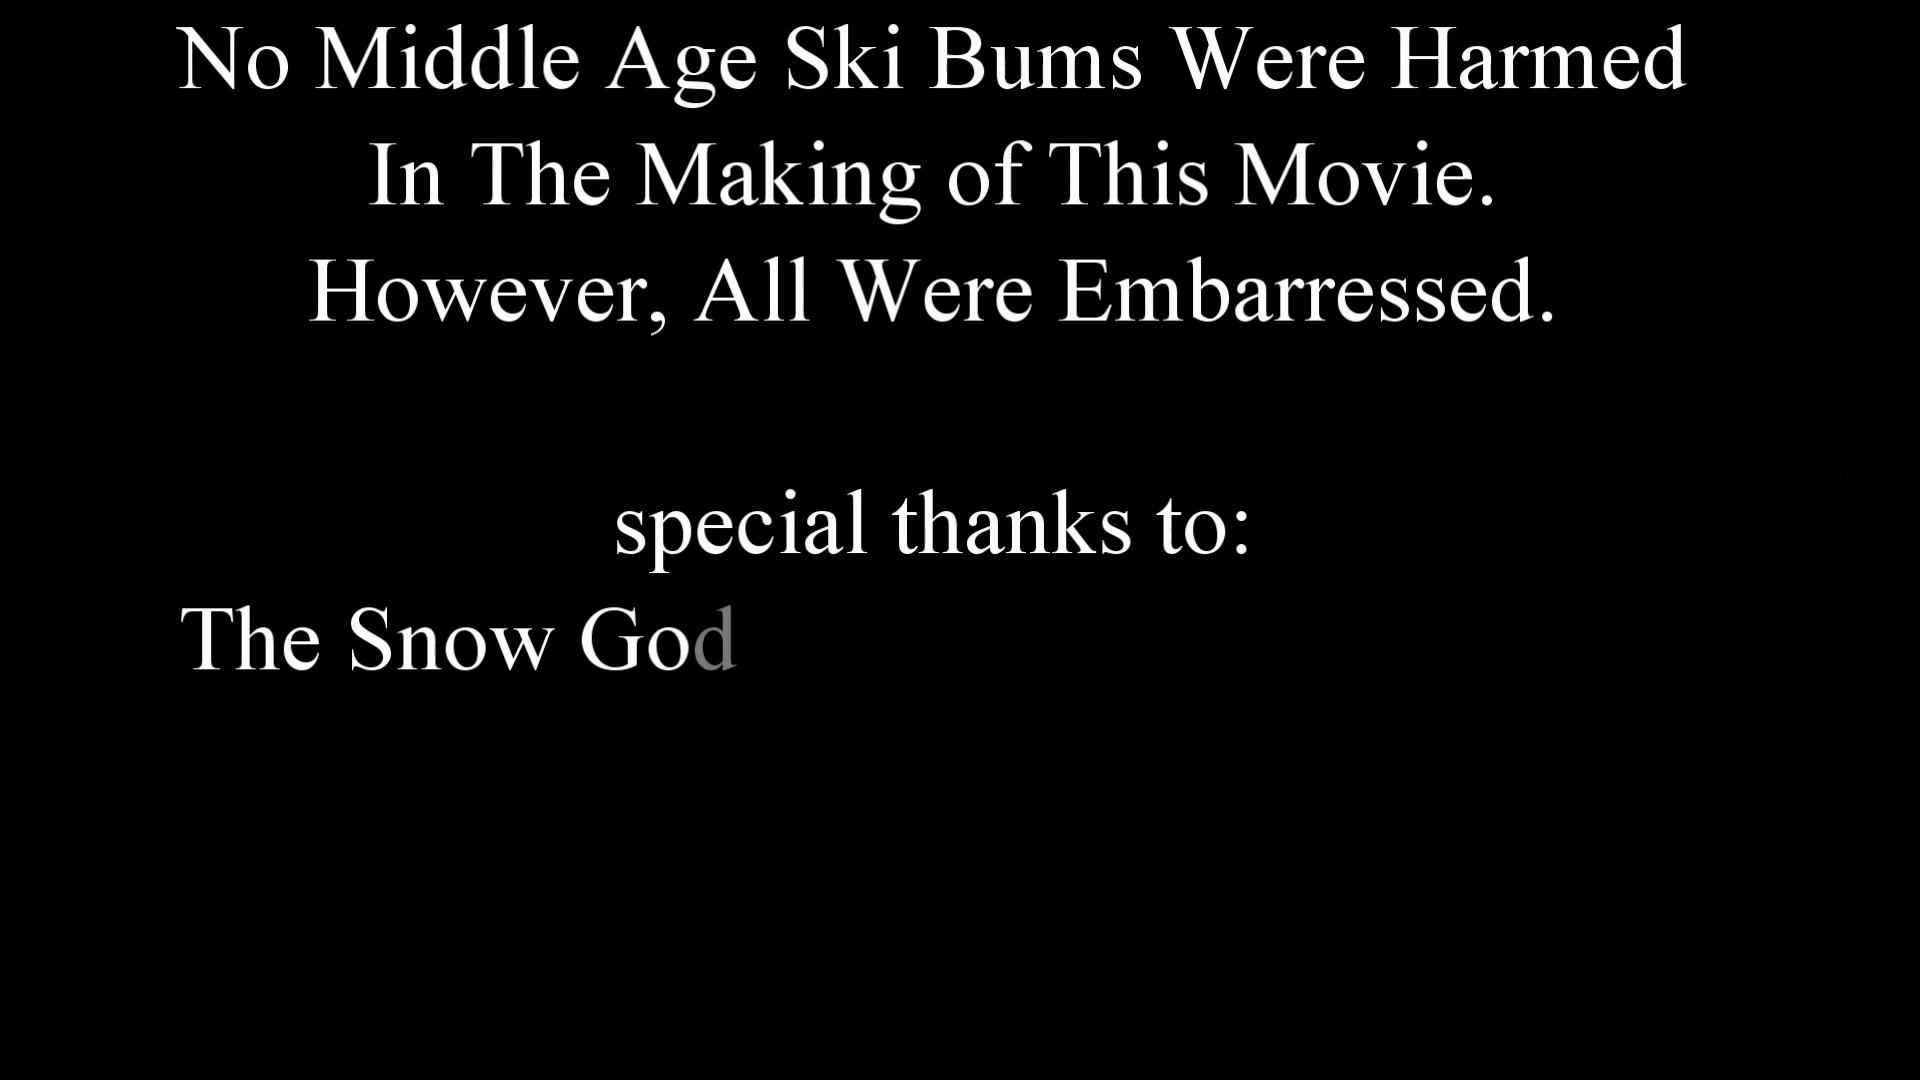 No Middle Age Ski Bums Were Harmed
In The Making of This Movie.
However, All Were Embarressed.
special thanks to:
The Snow God